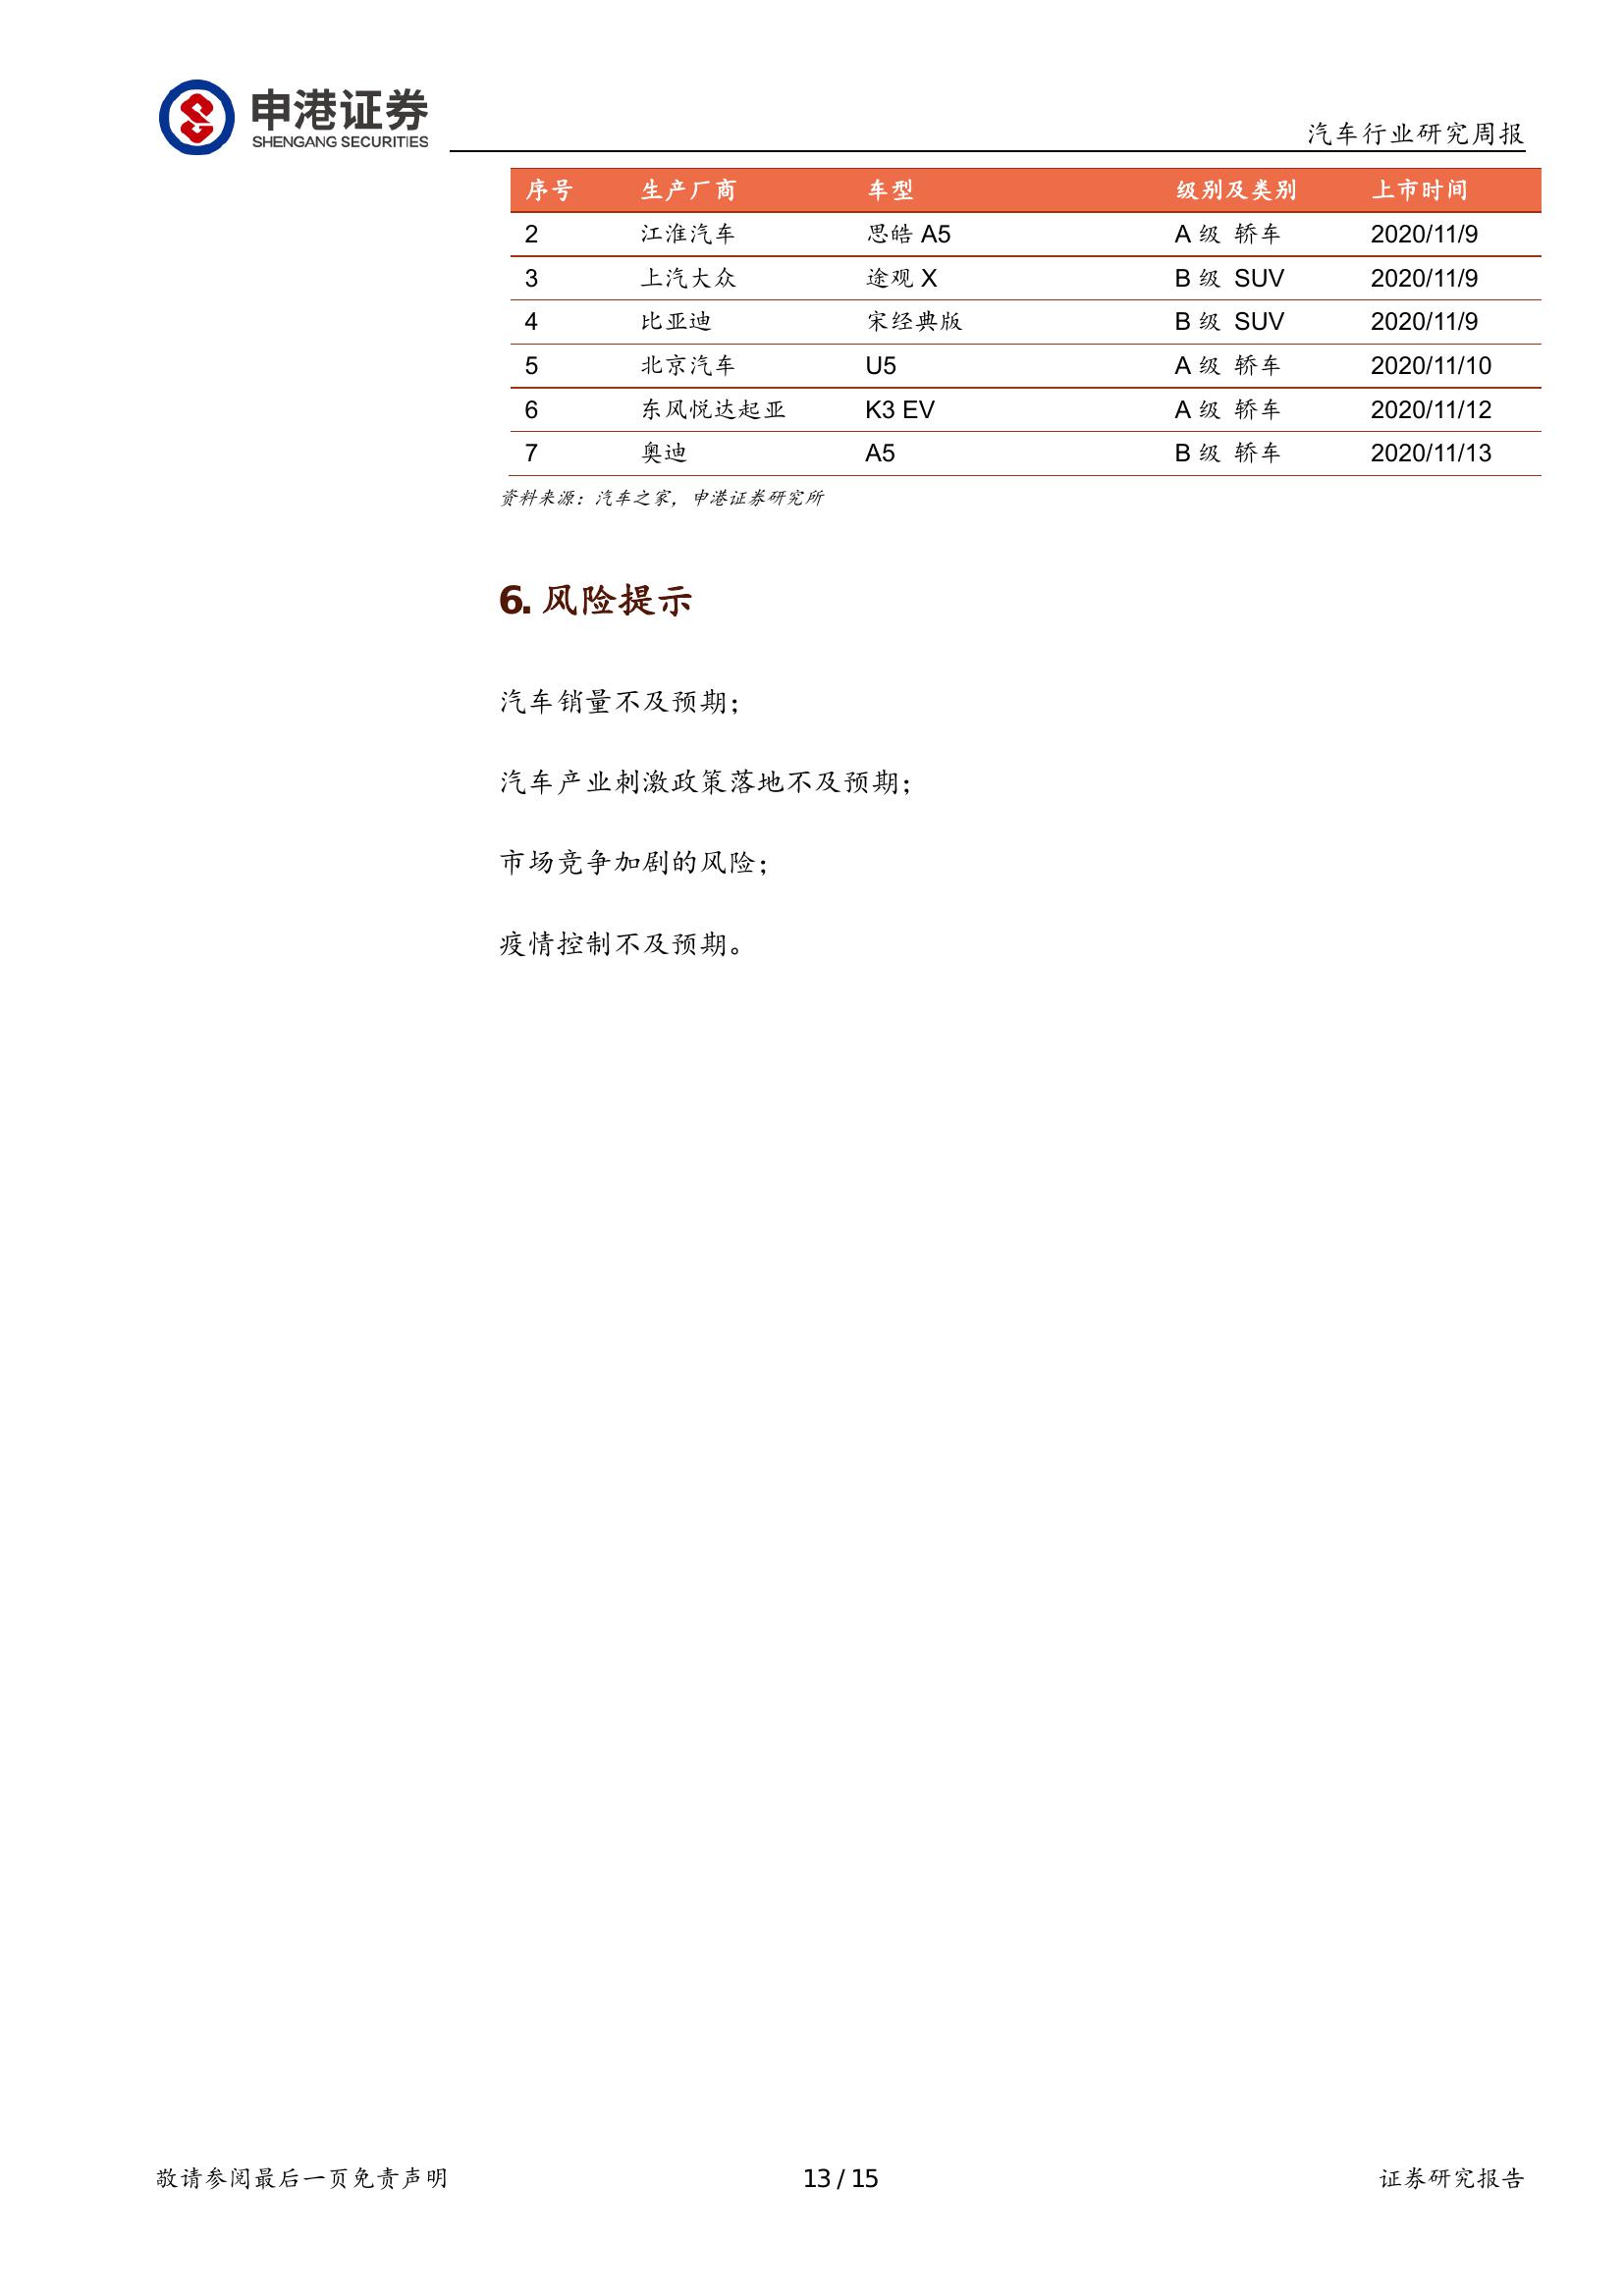 申港证券
SHENGANG SECURITIES
汽车行业研究周报
序号 生产厂商 车型 级别及类别 上市时间
2 江淮汽车 思皓 A5 A 级 轿车 2020/11/9
3 上汽大众 途观 X B 级 SUV 2020/11/9
4 比亚迪 宋经典版 B 级 SUV 2020/11/9
5 北京汽车 U5 A 级 轿车 2020/11/10
6 东风悦达起亚 K3 EV A 级 轿车 2020/11/12
7 奥迪 A5 B 级 轿车 2020/11/13
资料来源：汽车之家，申港证券研究所
6. 风险提示
汽车销量不及预期；
汽车产业刺激政策落地不及预期；
市场竞争加剧的风险；
疫情控制不及预期。
敬请参阅最后一页免责声明 13 / 15 证券研究报告